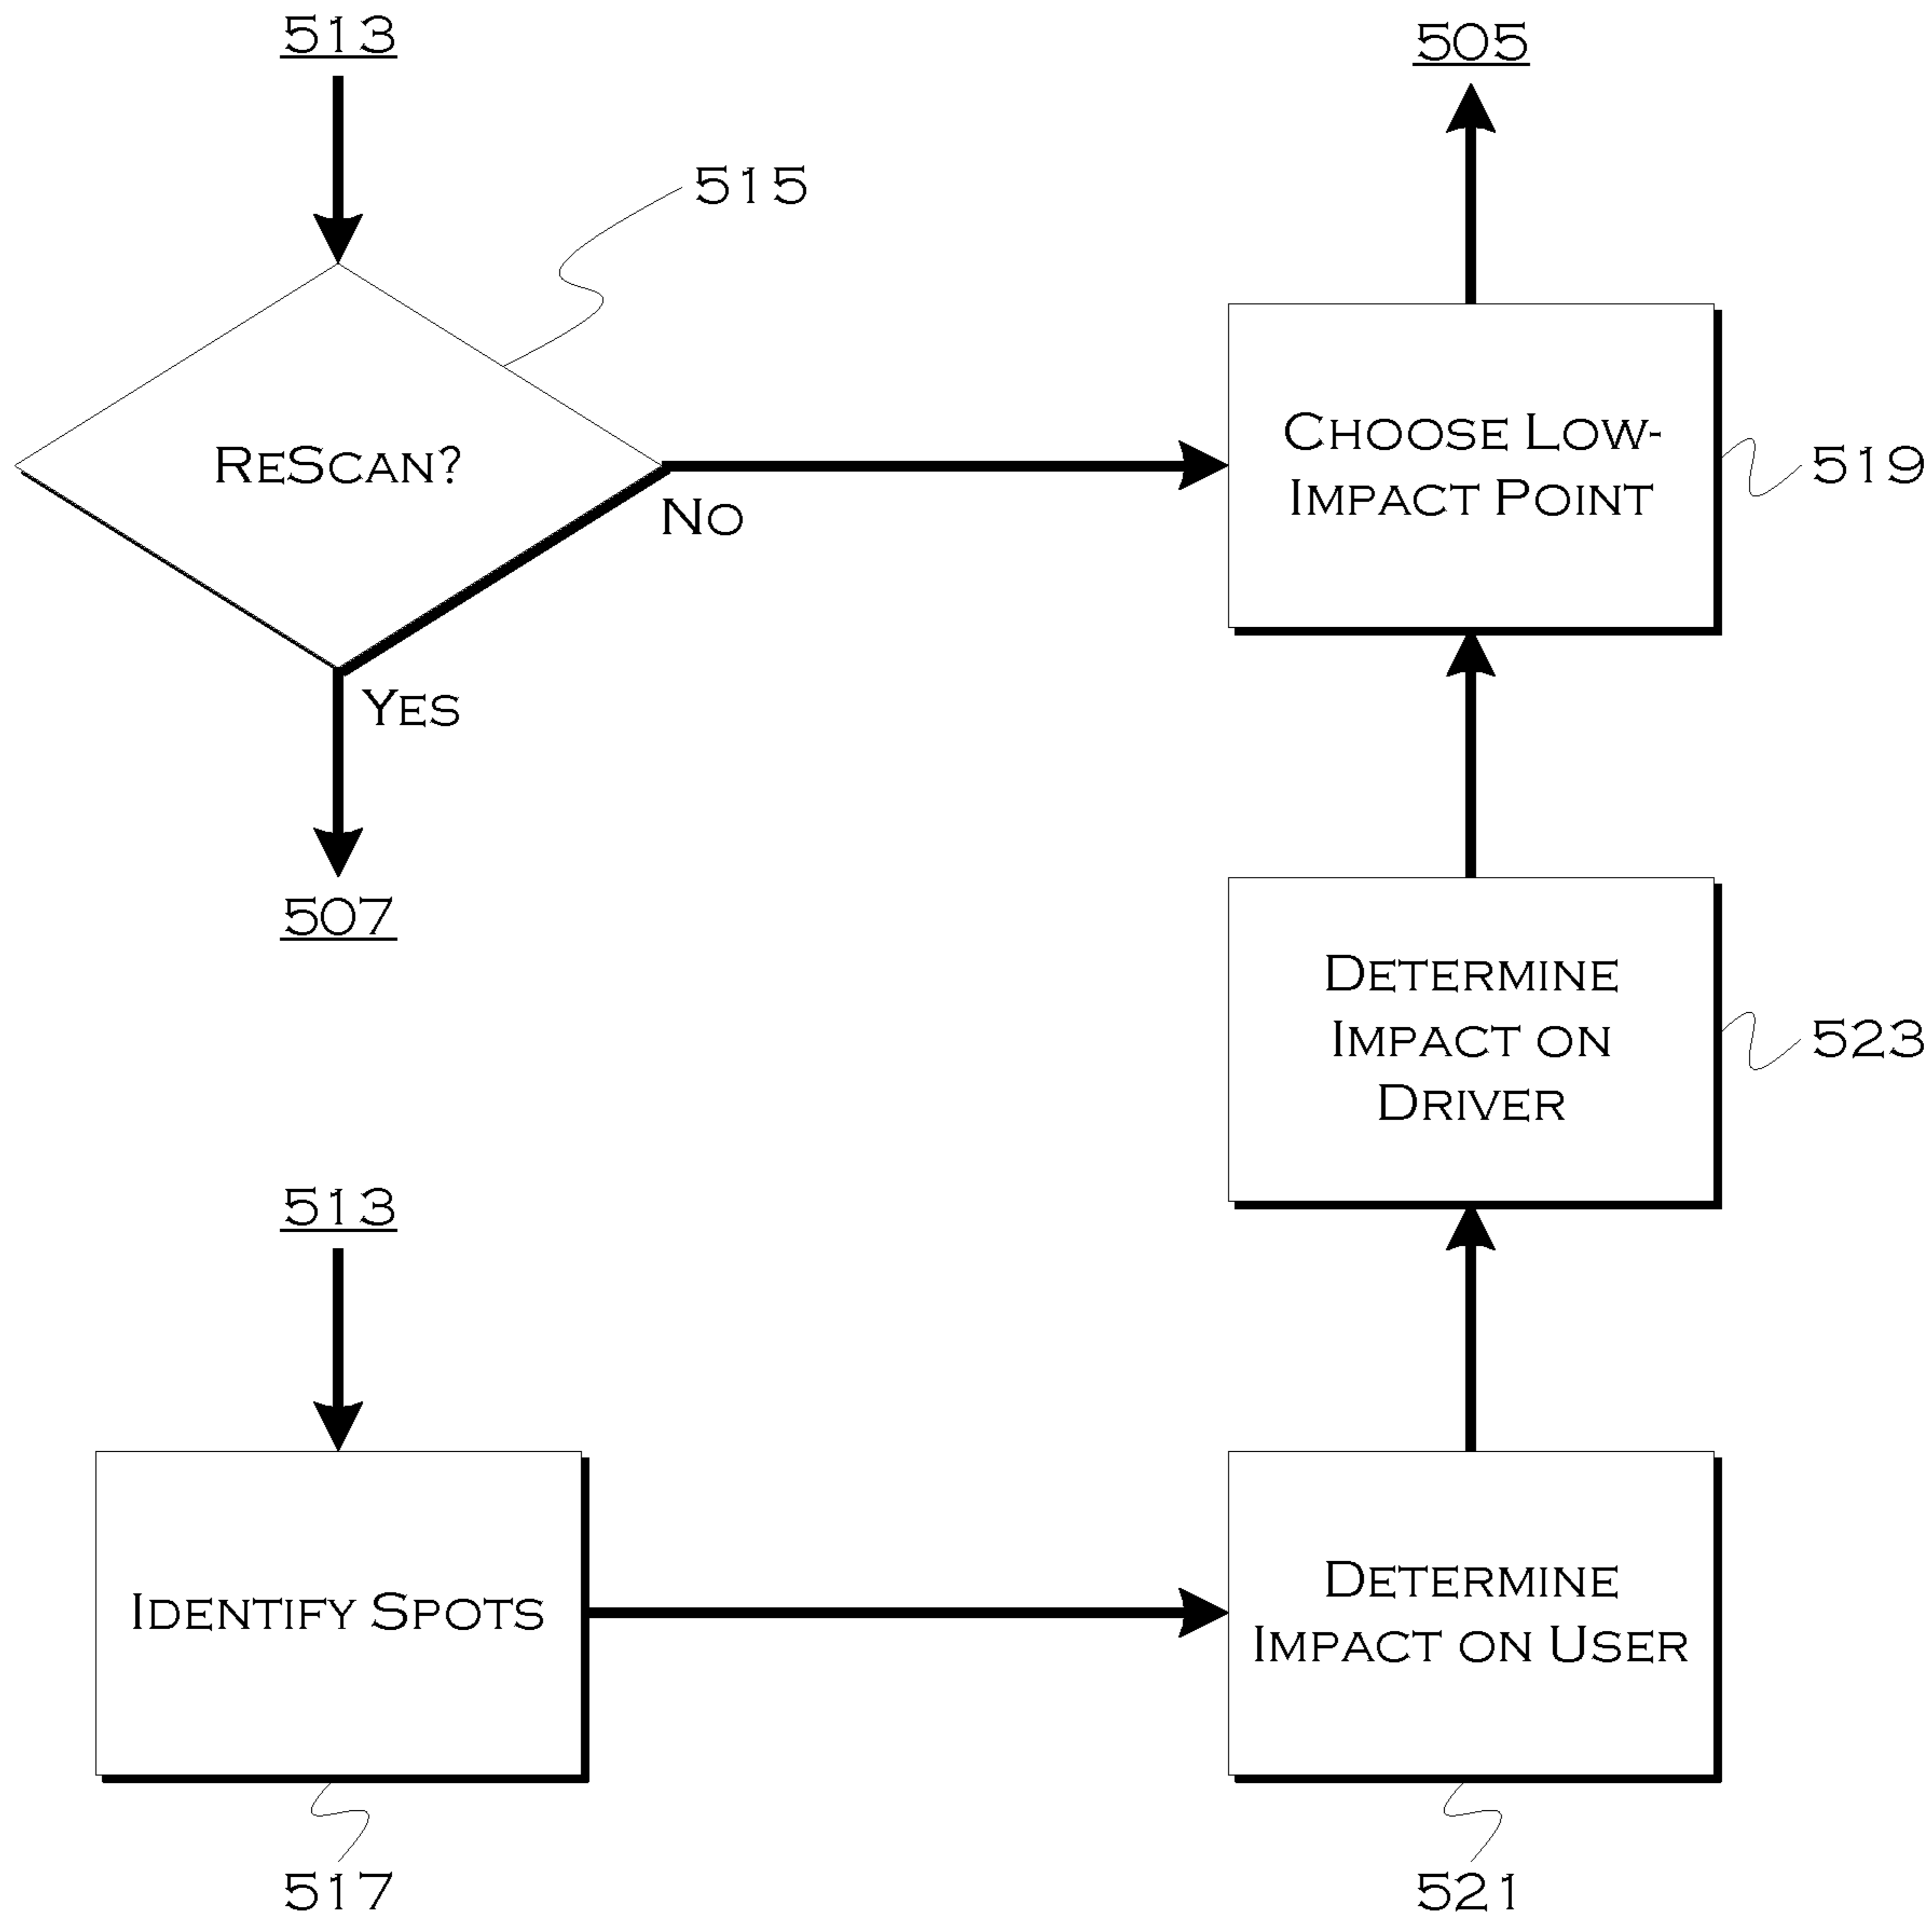 513
505
515
ReScan?
No
Yes
507
Choose Low-
Impact Point
519
Determine
Impact on
Driver
523
513
Identify Spots
517
Determine
Impact on User
521